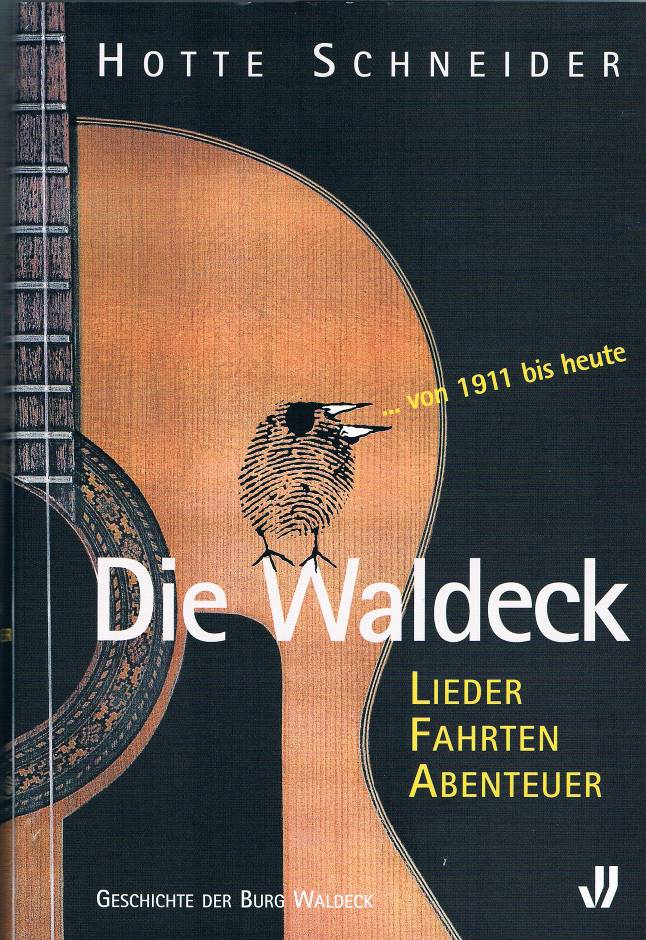 HOTTE SCHNEIDER
... von 1911 bis heute
Die Waldeck
LIEDER
FAHRTEN
ABENTEUER
GESCHICHTE DER BURG WALDECK